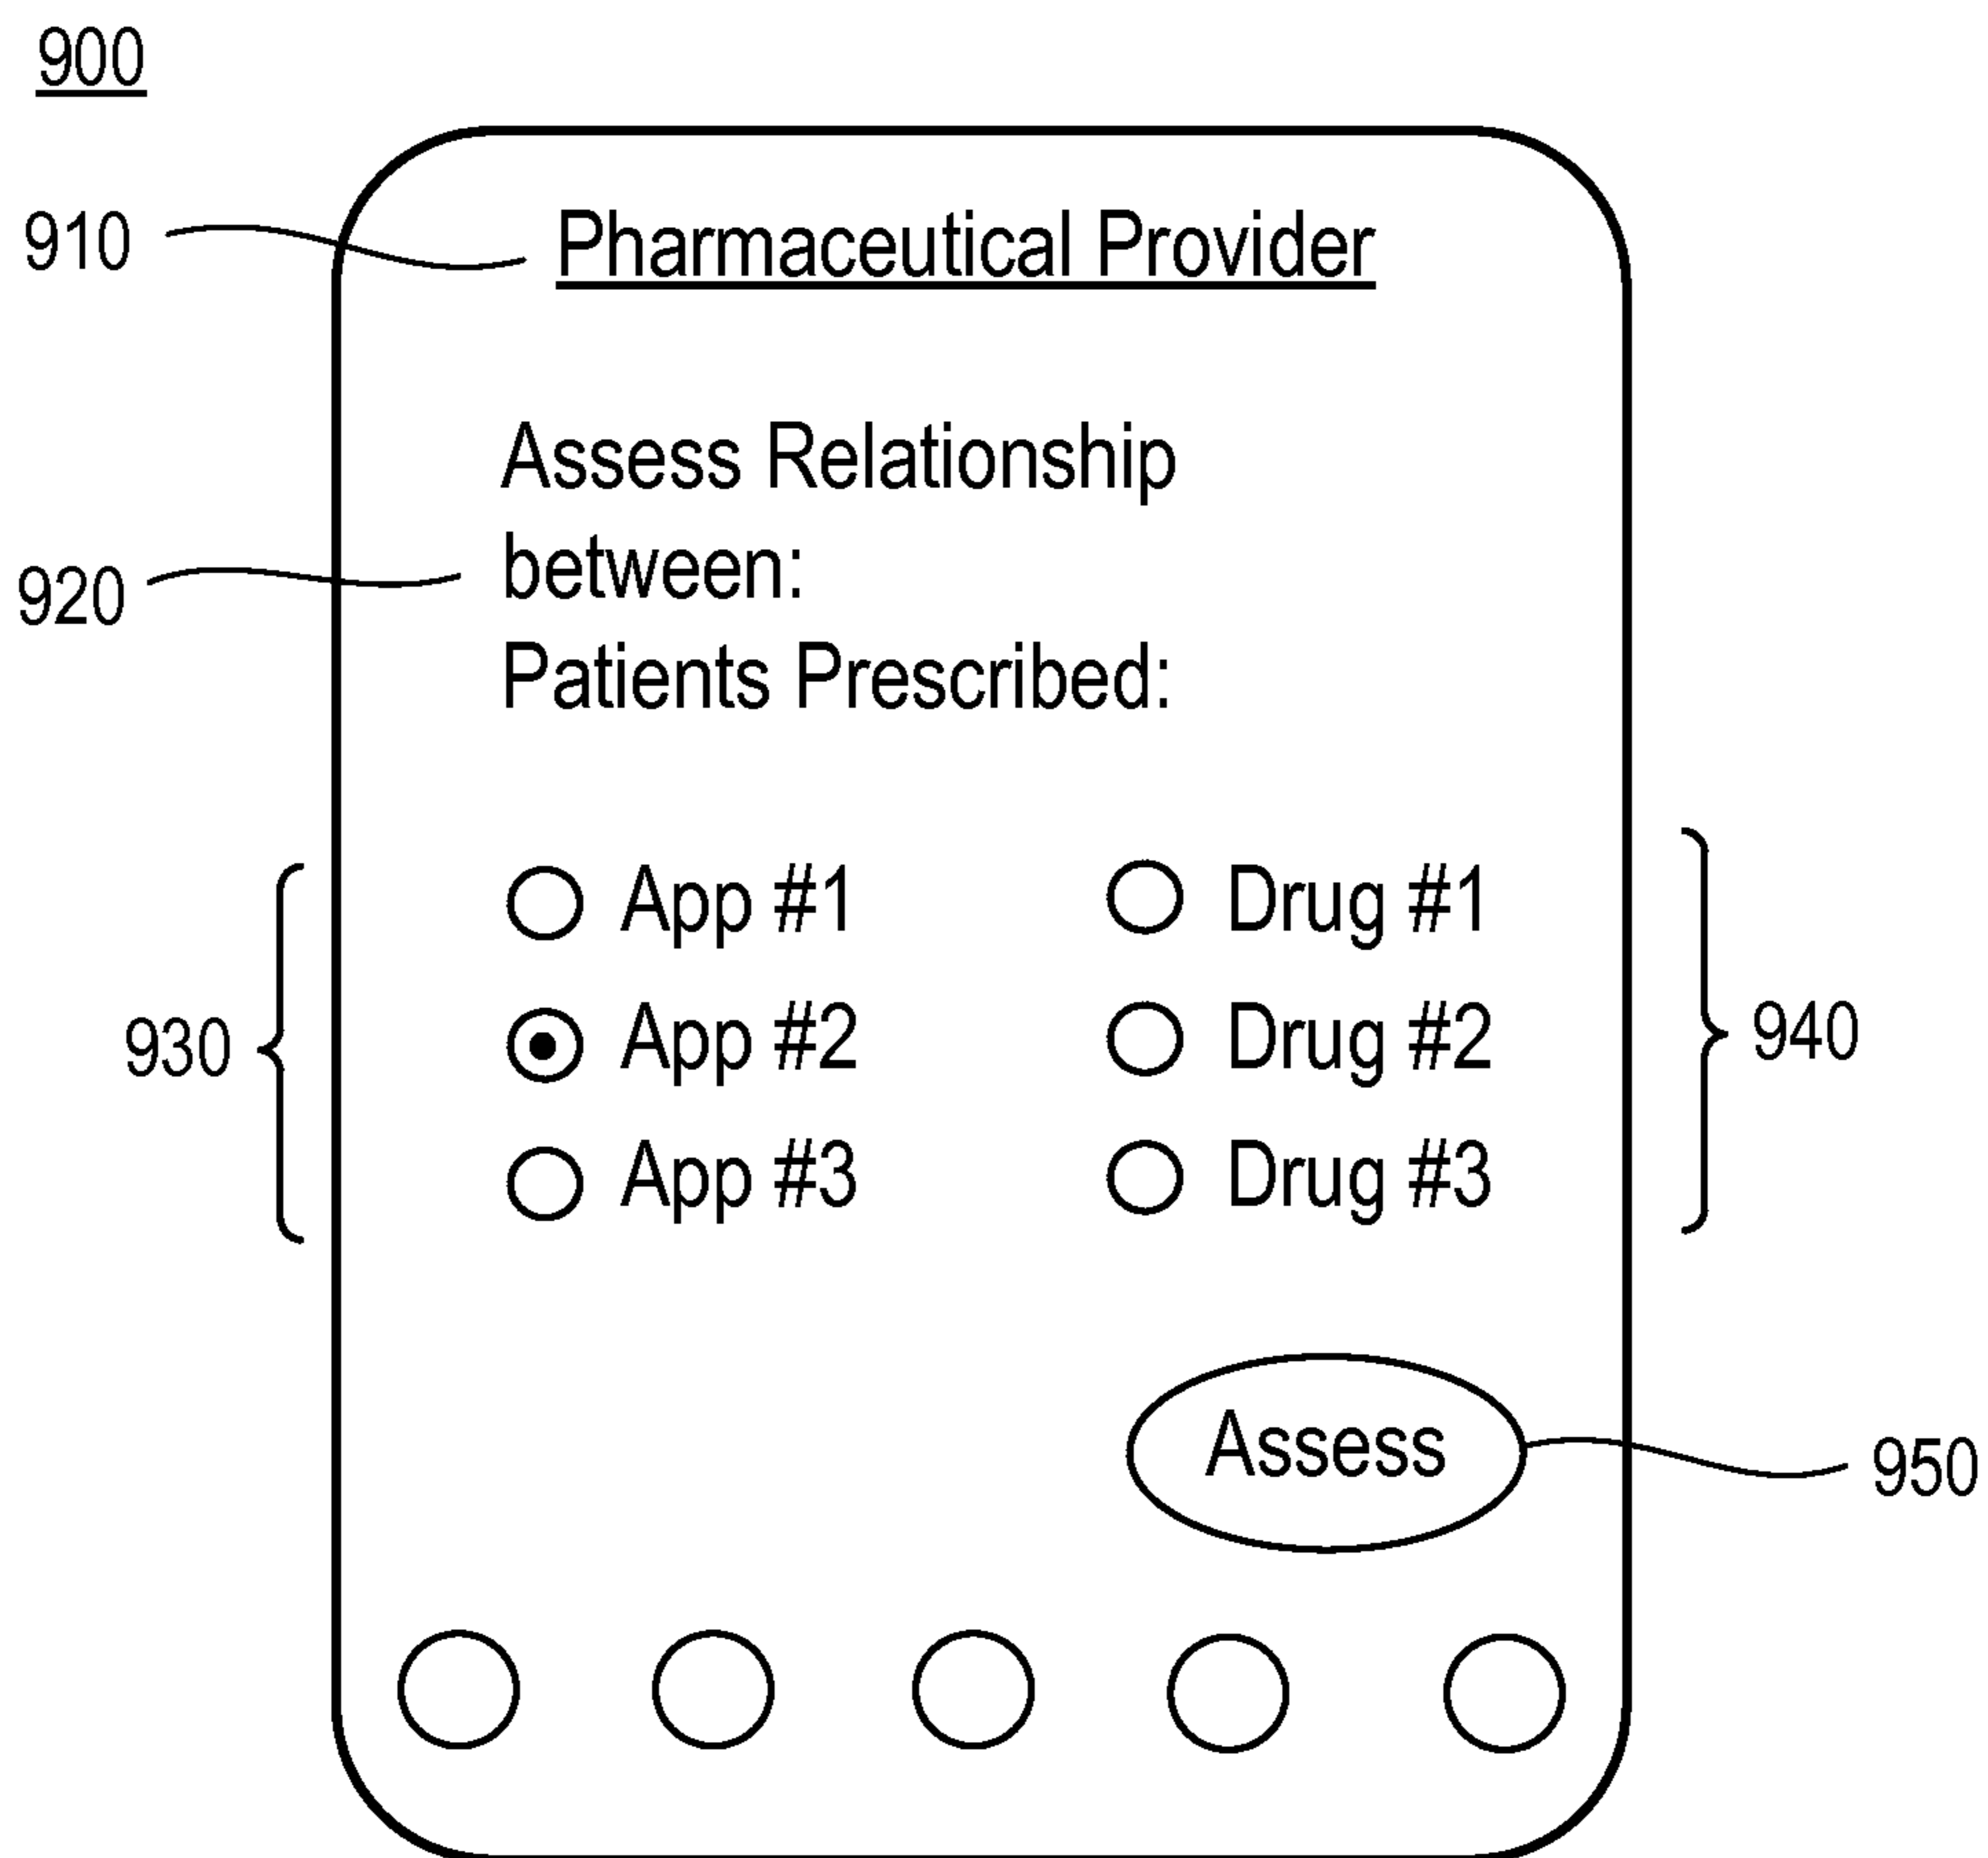 900
910
Pharmaceutical Provider
Assess Relationship
920
between:
Patients Prescribed:
App #1 Drug #1
930
App #2 Drug #2
940
App #3 Drug #3
Assess
950